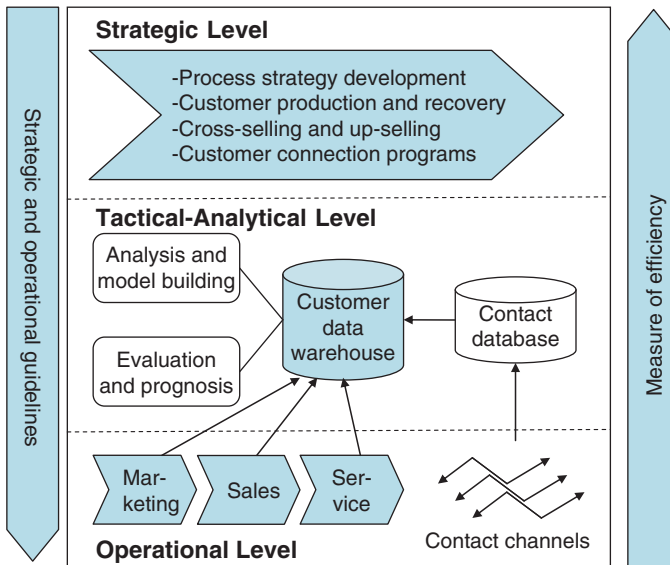 Strategic and operational guidelines
Strategic Level
-Process strategy development
-Customer production and recovery
-Cross-selling and up-selling
-Customer connection programs
Tactical-Analytical Level
Analysis and
model building
Evaluation
and prognosis
Customer
data
warehouse
Contact
database
Mar-
keting
Sales
Ser-
vice
Contact channels
Operational Level
Measure of efficiency